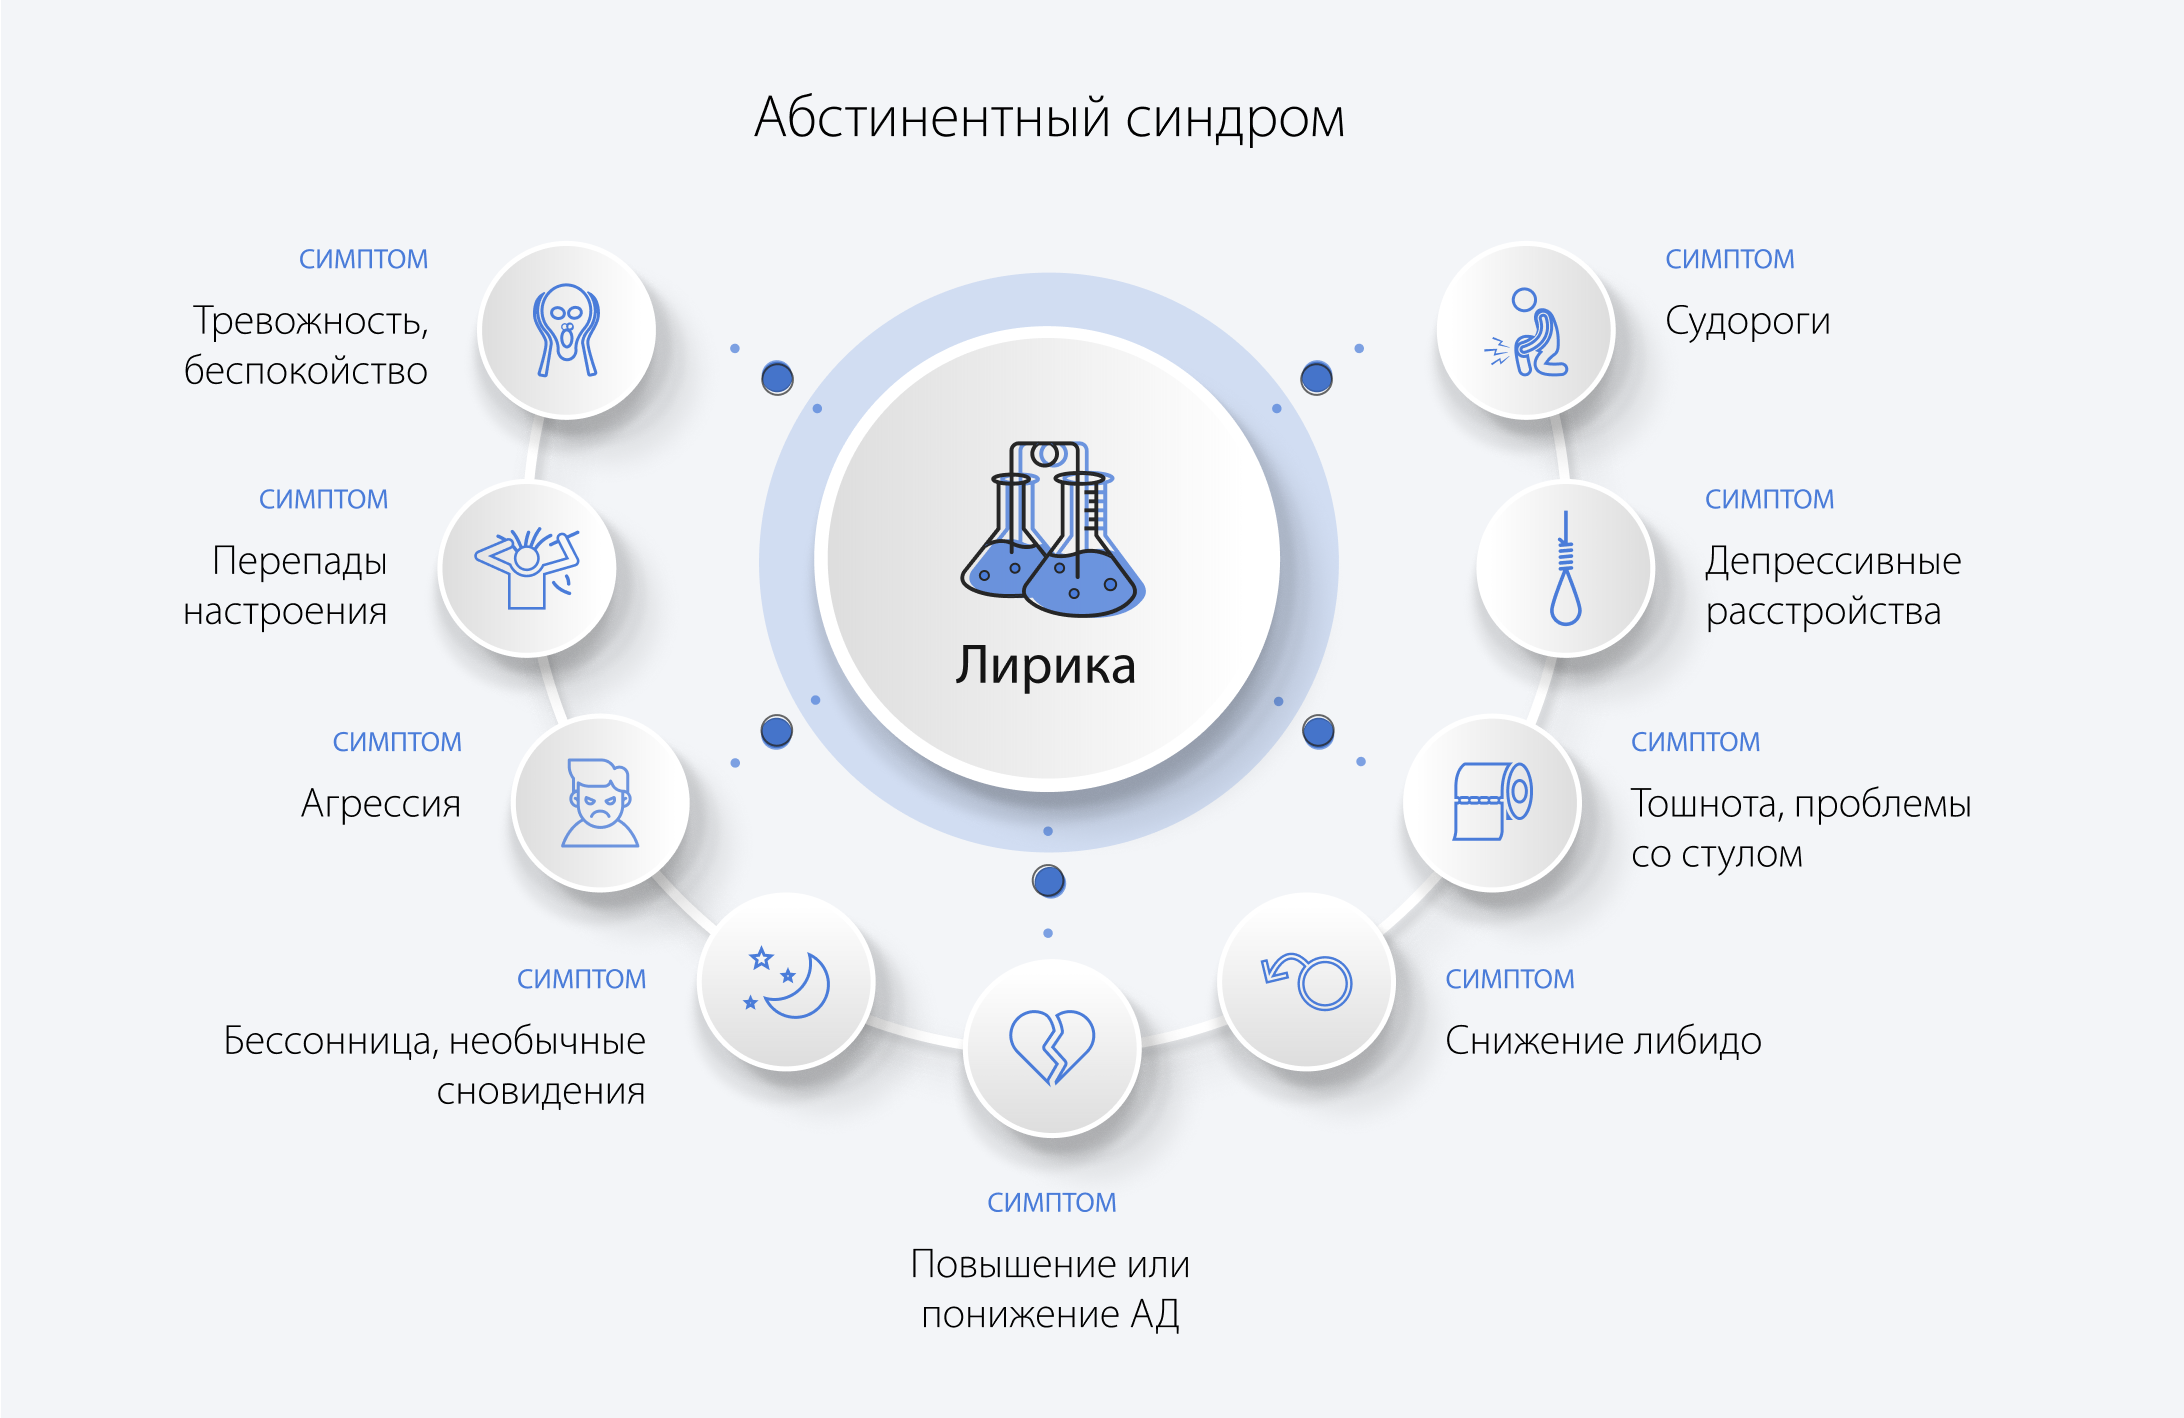 Абстинентный синдром
СИМПТОМ
Тревожность,
беспокойство
СИМПТОМ
Перепады
настроения
СИМПТОМ
Агрессия
СИМПТОМ
Бессонница, необычные
сновидения
СИМПТОМ
Повышение или
понижение АД
Лирика
СИМПТОМ
Судороги
СИМПТОМ
Депрессивные
расстройства
СИМПТОМ
Тошнота, проблемы
со стулом
СИМПТОМ
Снижение либидо